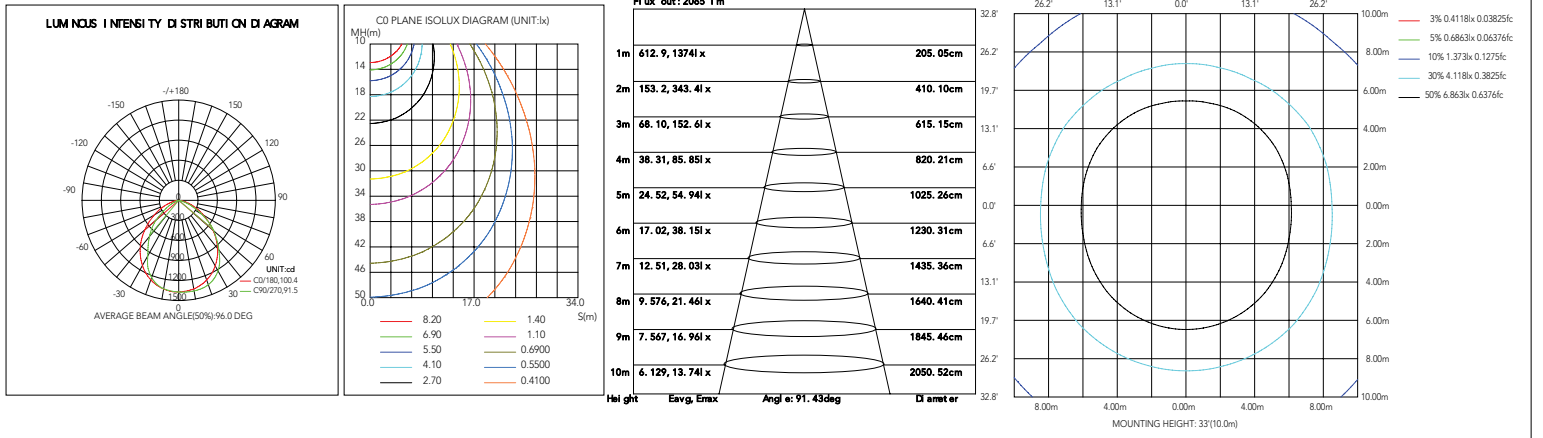 LUMINOUS INTENSITY DISTRIBUTION DIAGRAM
-/+180
-150
150
-120
120
-90
90
-60
60
-30
30
0
0
300
600
900
1200
1500
UNIT:cd
C0/180,100.4
C90/270,91.5
AVERAGE BEAM ANGLE(50%):96.0 DEG
C0 PLANE ISOLUX DIAGRAM (UNIT:lx)
MH(m)
10
14
18
22
26
30
34
38
42
46
50
0.0
17.0
34.0
S(m)
8.20
1.40
6.90
1.10
5.50
0.6900
4.10
0.5500
2.70
0.4100
Flux out: 2065 lm
1m 612.9, 1374lx 205.05cm
2m 153.2, 343.4lx 410.10cm
3m 68.10, 152.6lx 615.15cm
4m 38.31, 85.85lx 820.21cm
5m 24.52, 54.94lx 1025.26cm
6m 17.02, 38.15lx 1230.31cm
7m 12.51, 28.03lx 1435.36cm
8m 9.576, 21.46lx 1640.41cm
9m 7.567, 16.96lx 1845.46cm
10m 6.129, 13.74lx 2050.52cm
Height Eavg, Emax Angle: 91.43deg Diameter
26.2' 13.1' 0.0' 13.1' 26.2'
32.8'
26.2'
19.7'
13.1'
6.6'
0.0'
6.6'
13.1'
19.7'
26.2'
32.8'
10.00m
8.00m
6.00m
4.00m
2.00m
0.00m
2.00m
4.00m
6.00m
8.00m
10.00m
8.00m 4.00m 0.00m 4.00m 8.00m
MOUNTING HEIGHT: 33'(10.0m)
3% 0.4118lx 0.03825fc
5% 0.6863lx 0.06376fc
10% 1.373lx 0.1275fc
30% 4.118lx 0.3825fc
50% 6.863lx 0.6376fc